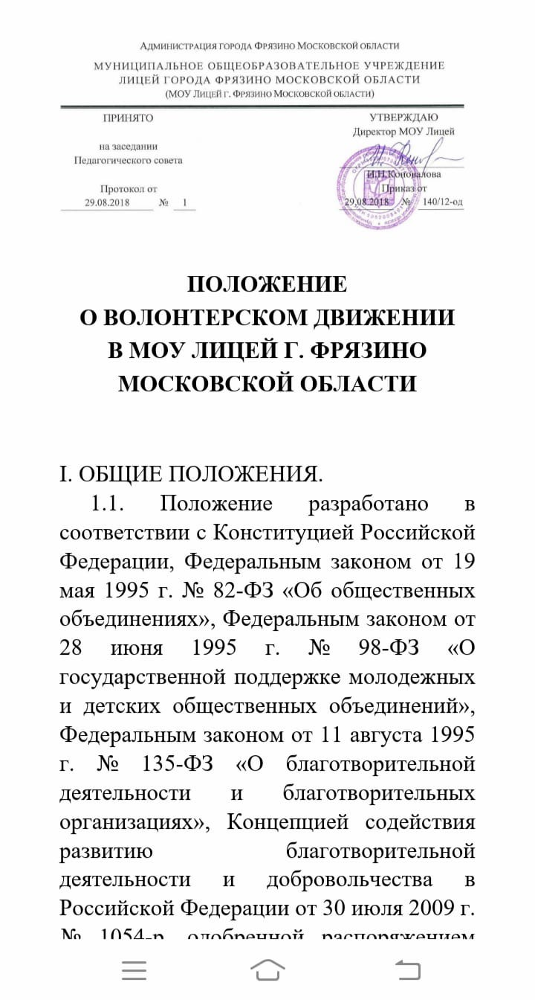 Администрация города Фрязино Московской области
МУНИЦИПАЛЬНОЕ ОБЩЕОБРАЗОВАТЕЛЬНОЕ УЧРЕЖДЕНИЕ
ЛИЦЕЙ ГОРОДА ФРЯЗИНО МОСКОВСКОЙ ОБЛАСТИ
(МОУ Лицей г. Фрязино Московской области)
ПРИНЯТО
на заседании
Педагогического совета
Протокол от
29.08.2018 № 1
УТВЕРЖДАЮ
Директор МОУ Лицей
И.Н.Коновалова
Приказ от
29.08.2018 № 140/12-од
ПОЛОЖЕНИЕ
О ВОЛОНТЕРСКОМ ДВИЖЕНИИ
В МОУ ЛИЦЕЙ Г. ФРЯЗИНО
МОСКОВСКОЙ ОБЛАСТИ
I. ОБЩИЕ ПОЛОЖЕНИЯ.
1.1. Положение разработано в
соответствии с Конституцией Российской
Федерации, Федеральным законом от 19
мая 1995 г. № 82-ФЗ «Об общественных
объединениях», Федеральным законом от
28 июня 1995 г. № 98-ФЗ «О
государственной поддержке молодежных
и детских общественных объединений»,
Федеральным законом от 11 августа 1995
г. № 135-ФЗ «О благотворительной
деятельности и благотворительных
организациях», Концепцией содействия
развитию благотворительной
деятельности и добровольчества в
Российской Федерации от 30 июля 2009 г.
№ 1054-р, одобренной распоряжением